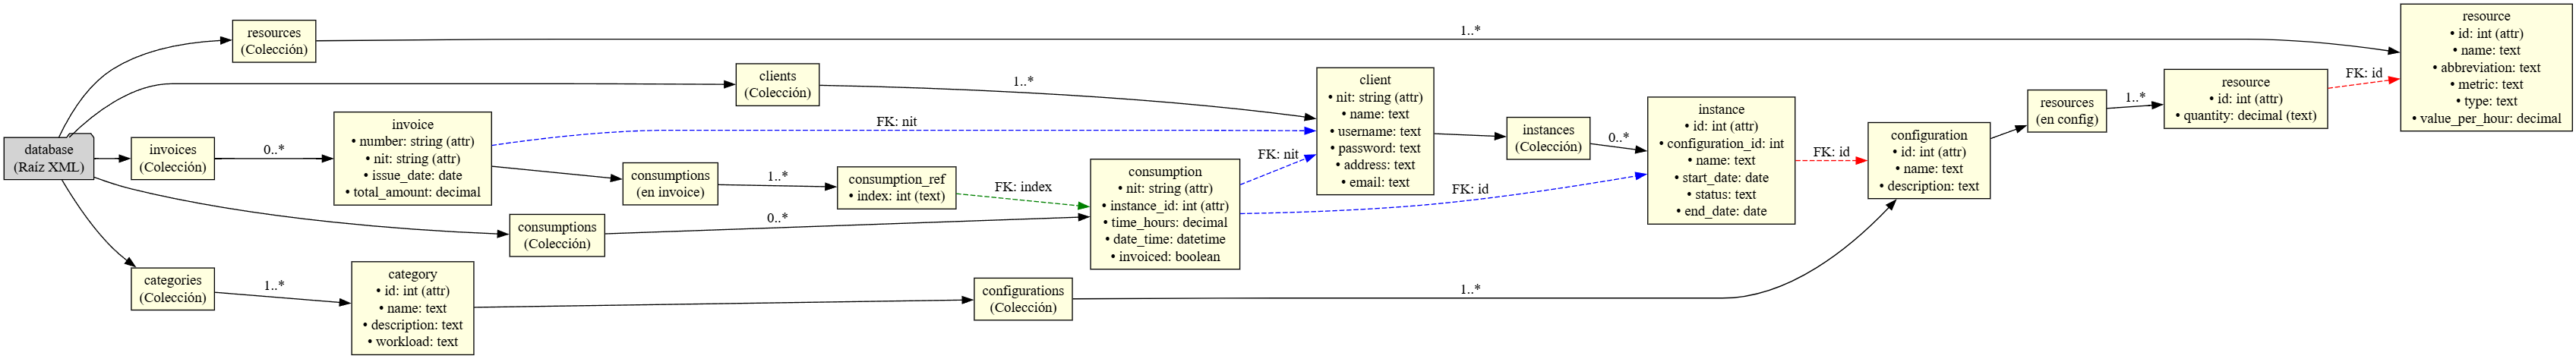 database
(Raíz XML)
resources
(Colección)
1..*
resource
• id: int (attr)
• name: text
• abbreviation: text
• metric: text
• type: text
• value_per_hour: decimal
clients
(Colección)
1..*
client
• nit: string (attr)
• name: text
• username: text
• password: text
• address: text
• email: text
instances
(Colección)
0..*
instance
• id: int (attr)
• configuration_id: int
• name: text
• start_date: date
• status: text
• end_date: date
FK: id
configuration
• id: int (attr)
• name: text
• description: text
resources
(en config)
1..*
resource
• id: int (attr)
• quantity: decimal (text)
FK: id
invoices
(Colección)
0..*
invoice
• number: string (attr)
• nit: string (attr)
• issue_date: date
• total_amount: decimal
FK: nit
consumptions
(en invoice)
1..*
consumption_ref
• index: int (text)
FK: index
consumptions
(Colección)
0..*
consumption
• nit: string (attr)
• instance_id: int (attr)
• time_hours: decimal
• date_time: datetime
• invoiced: boolean
FK: nit
FK: id
categories
(Colección)
1..*
category
• id: int (attr)
• name: text
• description: text
• workload: text
configurations
(Colección)
1..*